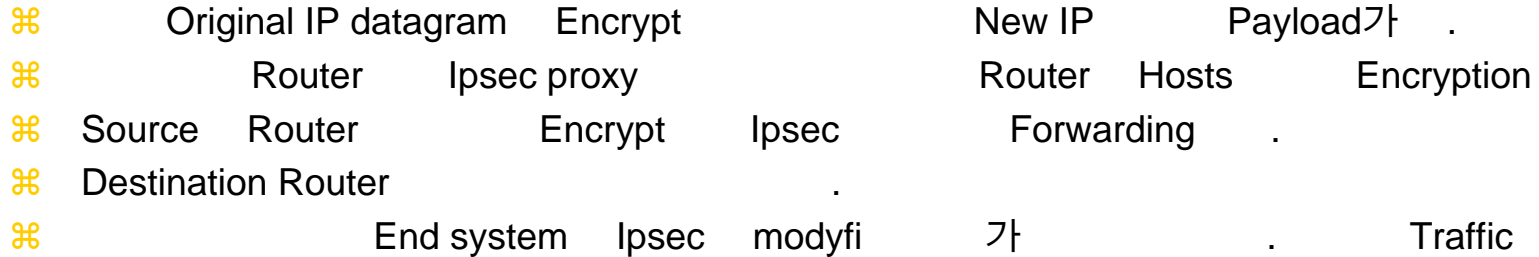 ⌘ Original IP datagram Encrypt New IP Payload가 .
⌘ Router Ipsec proxy Router Hosts Encryption
⌘ Source Router Encrypt Ipsec Forwarding .
⌘ Destination Router .
⌘ End system Ipsec modyfi 가 . Traffic